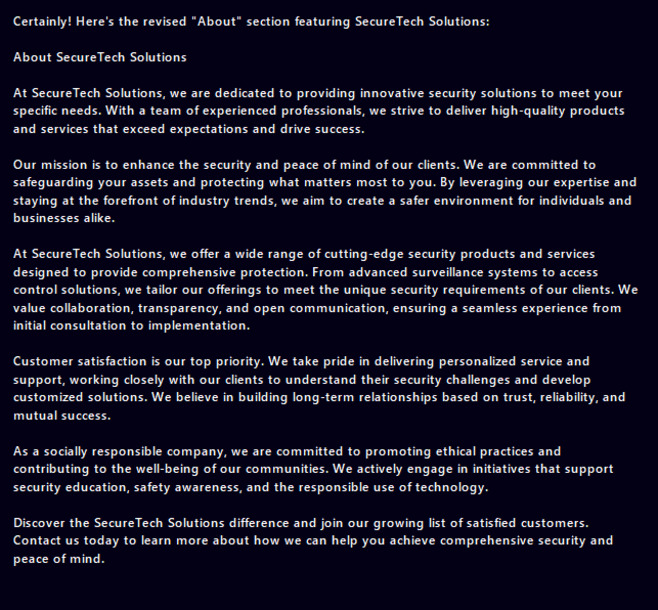 Certainly! Here's the revised "About" section featuring SecureTech Solutions:
About SecureTech Solutions
At SecureTech Solutions, we are dedicated to providing innovative security solutions to meet your
specific needs. With a team of experienced professionals, we strive to deliver high-quality products
and services that exceed expectations and drive success.
Our mission is to enhance the security and peace of mind of our clients. We are committed to
safeguarding your assets and protecting what matters most to you. By leveraging our expertise and
staying at the forefront of industry trends, we aim to create a safer environment for individuals and
businesses alike.
At SecureTech Solutions, we offer a wide range of cutting-edge security products and services
designed to provide comprehensive protection. From advanced surveillance systems to access
control solutions, we tailor our offerings to meet the unique security requirements of our clients. We
value collaboration, transparency, and open communication, ensuring a seamless experience from
initial consultation to implementation.
Customer satisfaction is our top priority. We take pride in delivering personalized service and
support, working closely with our clients to understand their security challenges and develop
customized solutions. We believe in building long-term relationships based on trust, reliability, and
mutual success.
As a socially responsible company, we are committed to promoting ethical practices and
contributing to the well-being of our communities. We actively engage in initiatives that support
security education, safety awareness, and the responsible use of technology.
Discover the SecureTech Solutions difference and join our growing list of satisfied customers.
Contact us today to learn more about how we can help you achieve comprehensive security and
peace of mind.